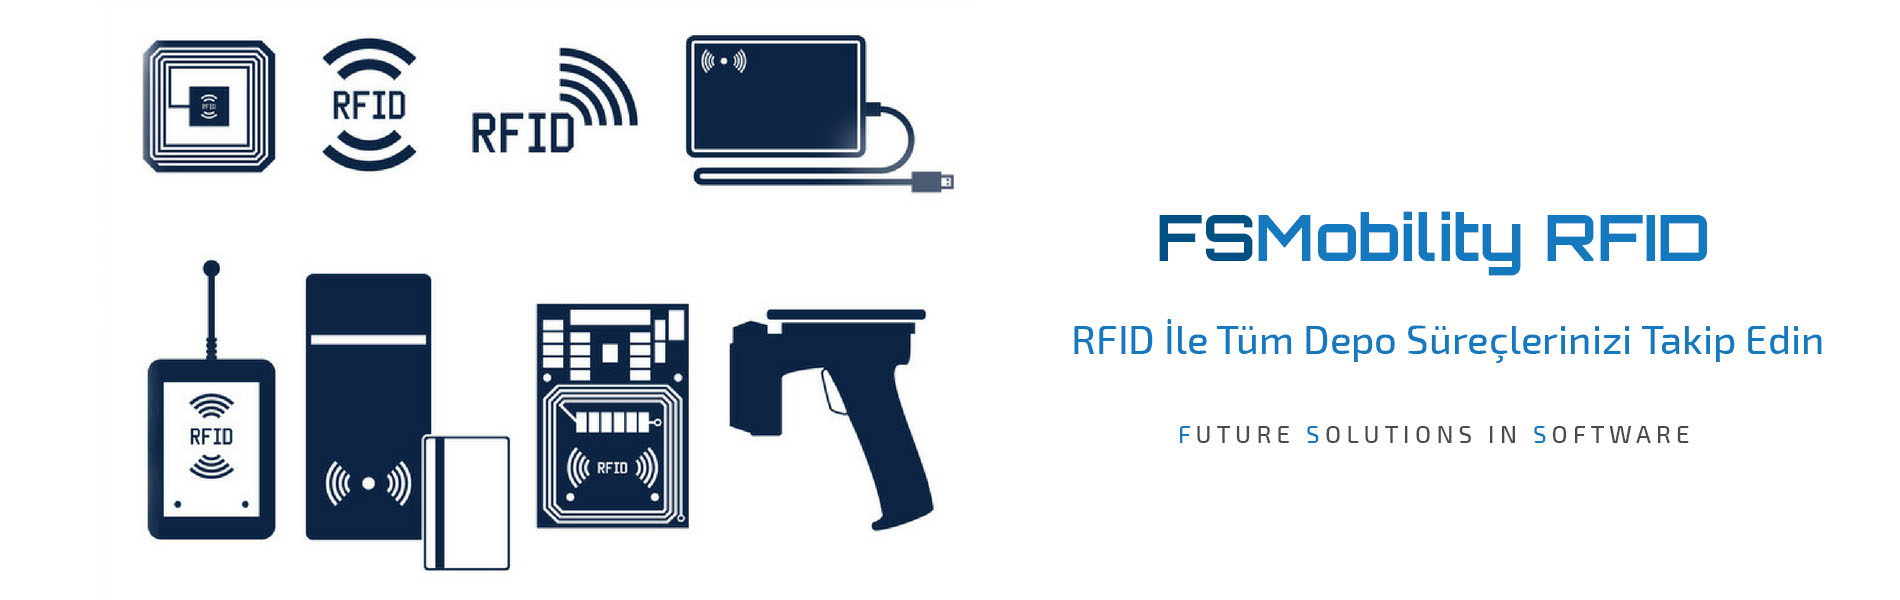 RFID
RFID
RFID
FSMobility RFID
RFID İle Tüm Depo Süreçlerinizi Takip Edin
FUTURE SOLUTIONS IN SOFTWARE
RFID
RFID